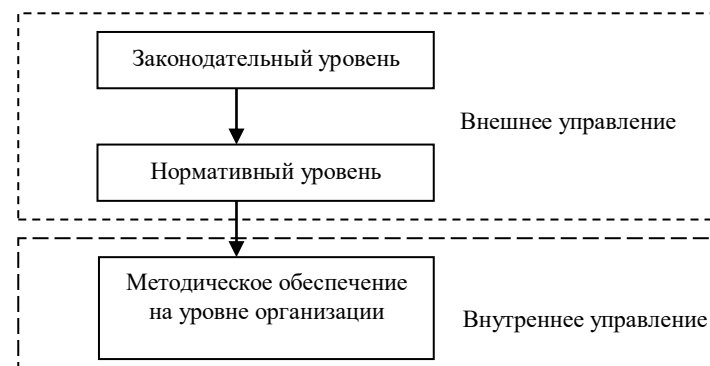 Законодательный уровень
Внешнее управление
Нормативный уровень
Методическое обеспечение
на уровне организации
Внутреннее управление